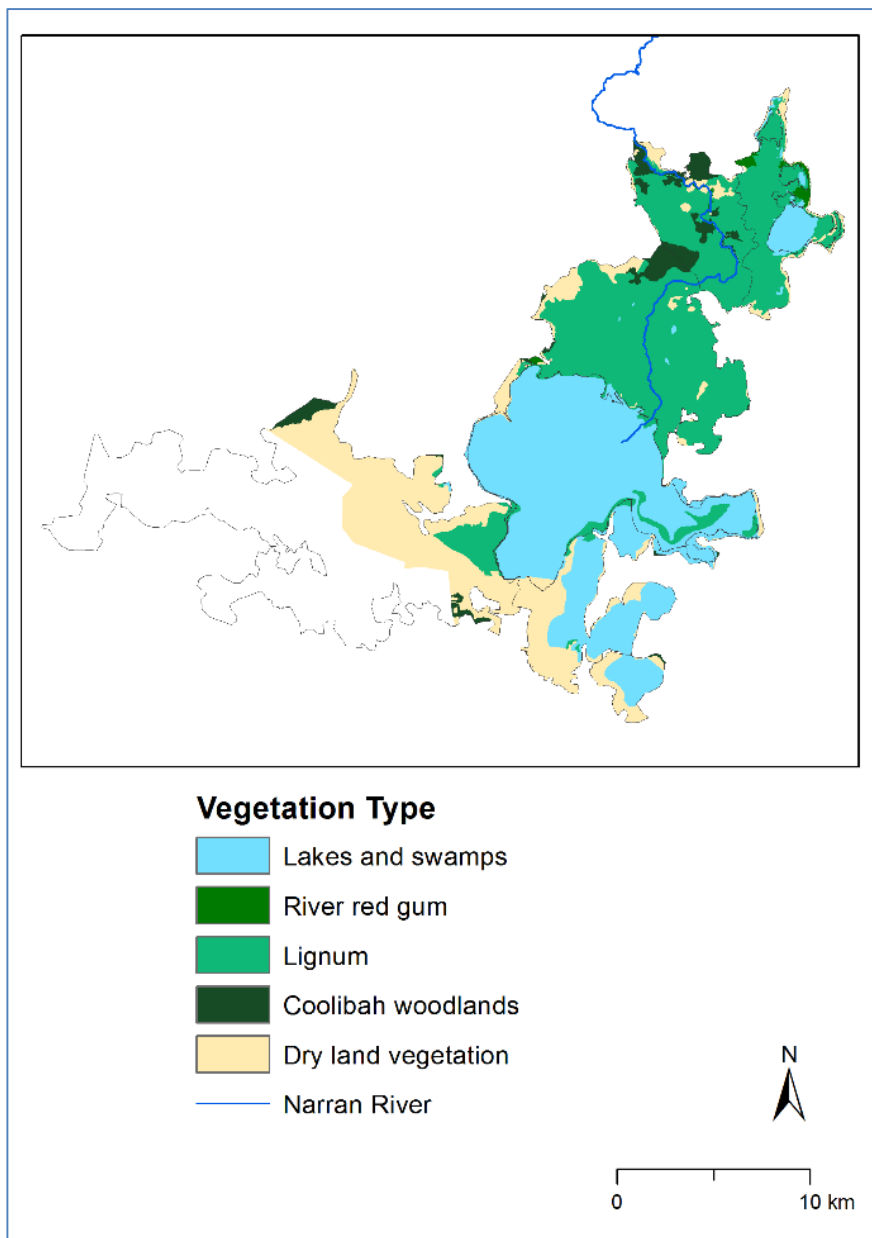 Vegetation Type
Lakes and swamps
River red gum
Lignum
Coolibah woodlands
Dry land vegetation
Narran River
N
0 10 km